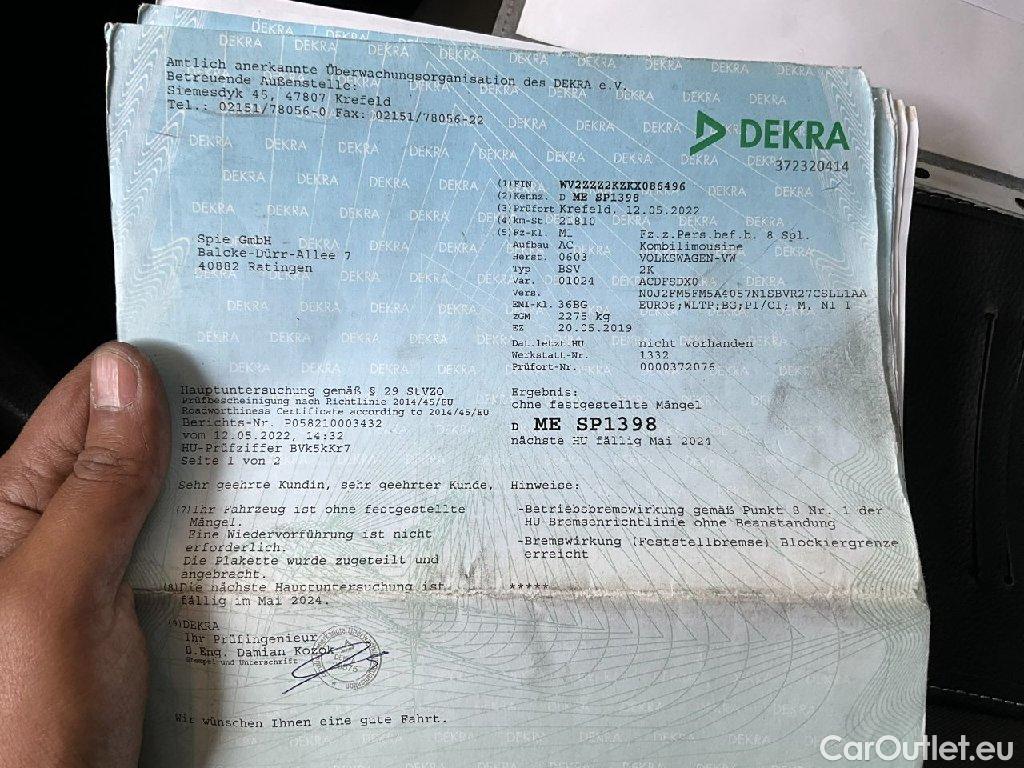 Amtlich anerkannte Überwachungsorganisation des DEKRA e.V.
Betreuende Außenstelle:
Siemesdyk 45, 47807 Krefeld
Tel.: 02151/78056-0 Fax: 02151/78056-22
DEKRA
372320414
Spie GmbH
Balcke-Dürr-Allee 7
40882 Ratingen
(1) FIN WV2ZZZ2KZKX086496
(2) Kennz. D ME SP1398
(3) Prüfort Krefeld, 12.05.2022
(4) km-St. 21810
(5) Fz-Kl. M1 Fz.z.Pers.bef.b. 8 Spl.
Aufbau AC Kombilimousine
Herst. 0603 VOLKSWAGEN-VW
Typ BSV 2K
Var. 01024 ACDFSDX0
Vers.
EMI-Kl. 36BG EURO6;WLTP;BG;PI/CI; M, N1 I
ZGM 2275 kg
EZ 20.05.2019
Dat.letzt.HU nicht vorhanden
Werkstatt-Nr. 1332
Prüfort-Nr. 0000372076
Hauptuntersuchung gemäß § 29 StVZO
Prüfbescheinigung nach Richtlinie 2014/45/EU
Roadworthiness Certificate according to 2014/45/EU
Berichts-Nr. P058210003432
vom 12.05.2022, 14:32
HU-Prüfziffer BVk5kKr7
Seite 1 von 2
Ergebnis:
ohne festgestellte Mängel
D ME SP1398
nächste HU fällig Mai 2024
Sehr geehrte Kundin, sehr geehrter Kunde,
(7) Ihr Fahrzeug ist ohne festgestellte
Mängel.
Eine Wiedervorführung ist nicht
erforderlich.
Die Plakette wurde zugeteilt und
angebracht.
(8) Die nächste Hauptuntersuchung ist
fällig im Mai 2024.
Hinweise:
-Betriebsbremswirkung gemäß Punkt 3 Nr. 1 der
HU-Bremsenrichtlinie ohne Beanstandung
-Bremswirkung (Feststellbremse) Blockiergrenze
erreicht
*****
(9) DEKRA
Ihr Prüfingenieur
B.Eng. Damian Kozok
Stempel und Unterschrift
Wir wünschen Ihnen eine gute Fahrt.
CarOutlet.eu